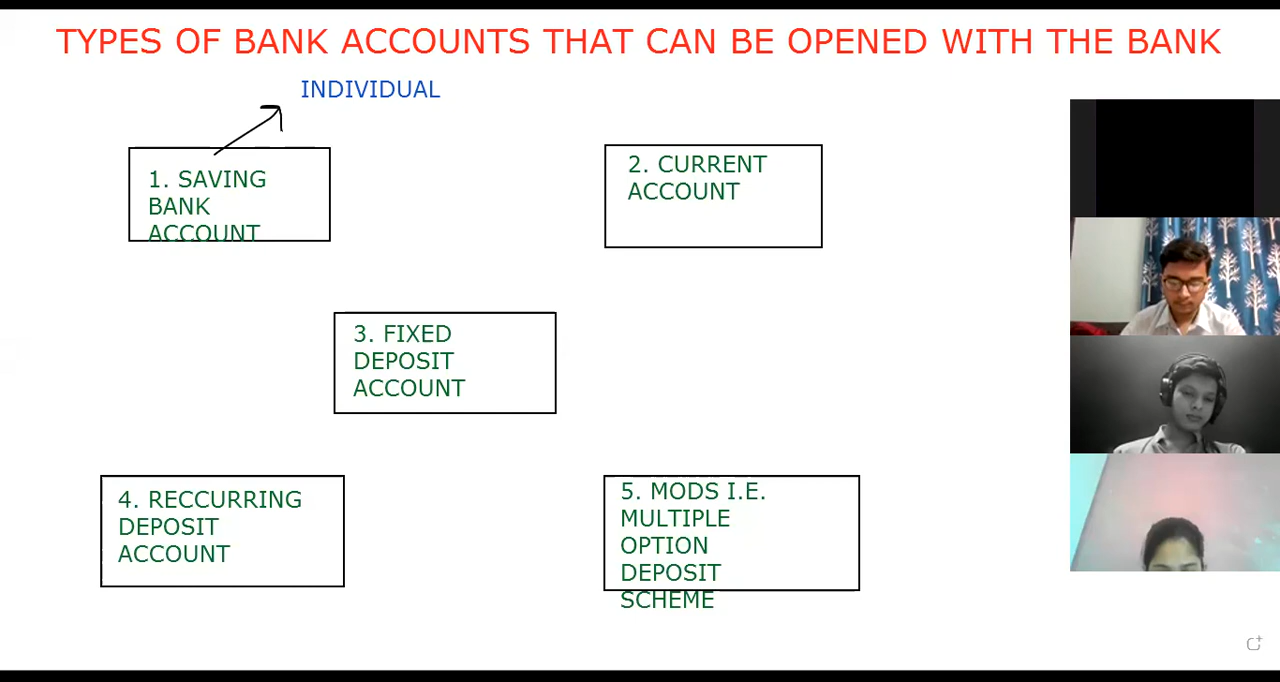 TYPES OF BANK ACCOUNTS THAT CAN BE OPENED WITH THE BANK
INDIVIDUAL
1. SAVING
BANK
ACCOUNT
2. CURRENT
ACCOUNT
3. FIXED
DEPOSIT
ACCOUNT
4. RECCURRING
DEPOSIT
ACCOUNT
5. MODS I.E.
MULTIPLE
OPTION
DEPOSIT
SCHEME